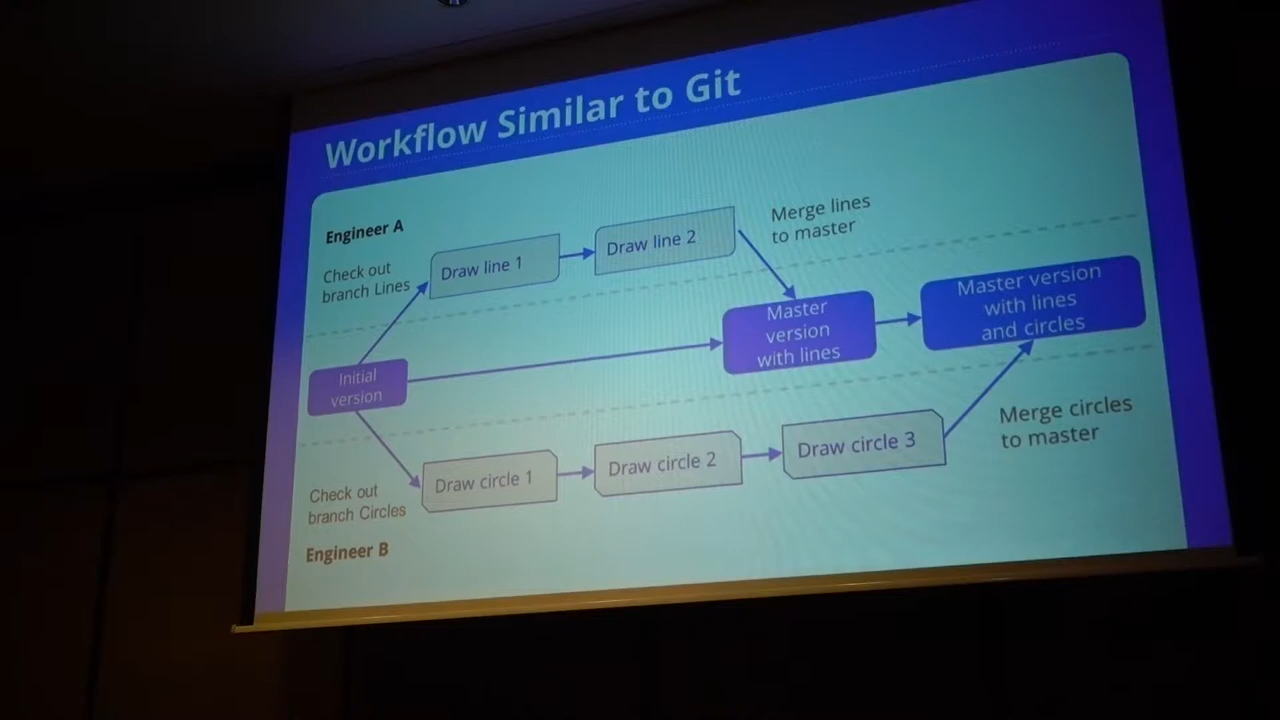 Workflow Similar to Git
Engineer A
Check out
branch Lines
Draw line 1
Draw line 2
Merge lines
to master
Initial
version
Master
version
with lines
Master version
with lines
and circles
Check out
branch Circles
Draw circle 1
Draw circle 2
Draw circle 3
Merge circles
to master
Engineer B